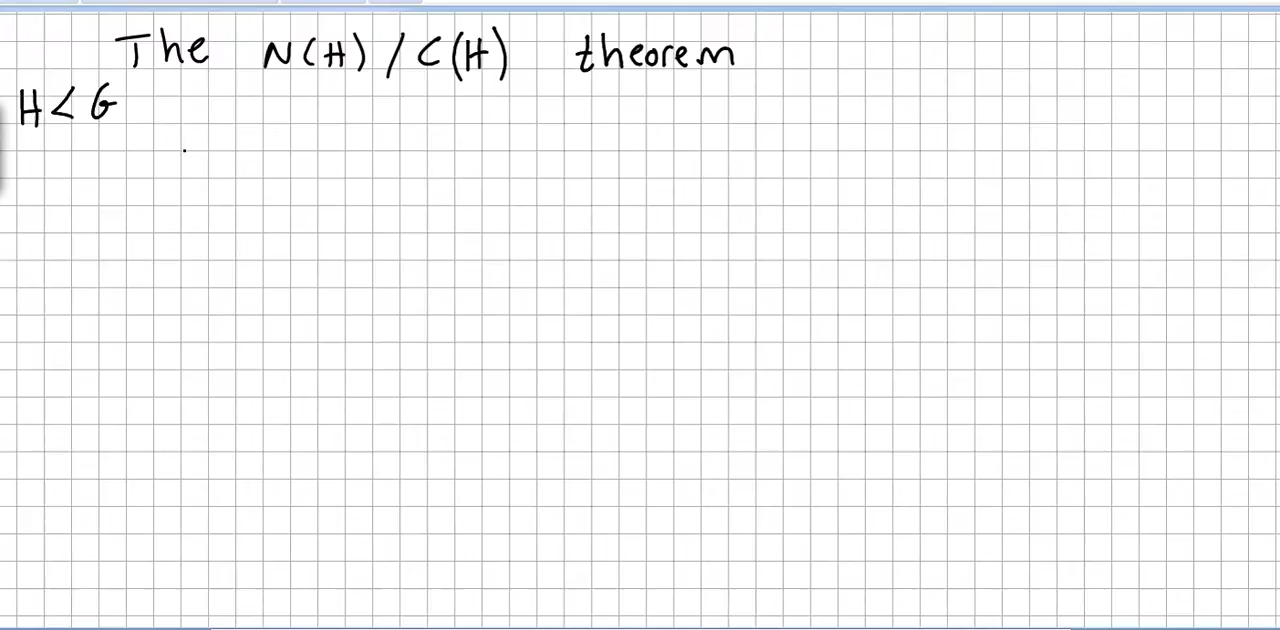 The N(H) / C(H) theorem
H < G